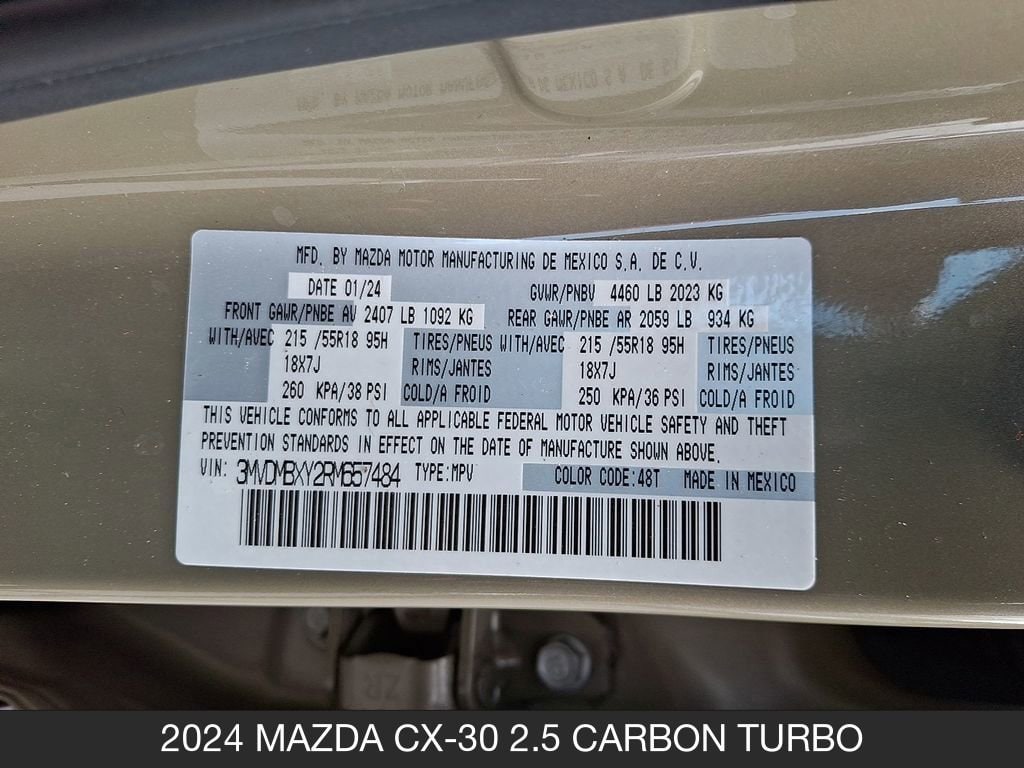 MFD. BY MAZDA MOTOR MANUFACTURING DE MEXICO S.A. DE C.V.
DATE 01/24 GVWR/PNBV 4460 LB 2023 KG
FRONT GAWR/PNBE AV 2407 LB 1092 KG REAR GAWR/PNBE AR 2059 LB 934 KG
WITH/AVEC 215 /55R18 95H TIRES/PNEUS WITH/AVEC 215 /55R18 95H TIRES/PNEUS
18X7J RIMS/JANTES 18X7J RIMS/JANTES
260 KPA/38 PSI COLD/A FROID 250 KPA/36 PSI COLD/A FROID
THIS VEHICLE CONFORMS TO ALL APPLICABLE FEDERAL MOTOR VEHICLE SAFETY AND THEFT
PREVENTION STANDARDS IN EFFECT ON THE DATE OF MANUFACTURE SHOWN ABOVE.
VIN: 3MVDMBXY2RM657484 TYPE:MPV COLOR CODE:48T MADE IN MEXICO
ZR
2024 MAZDA CX-30 2.5 CARBON TURBO